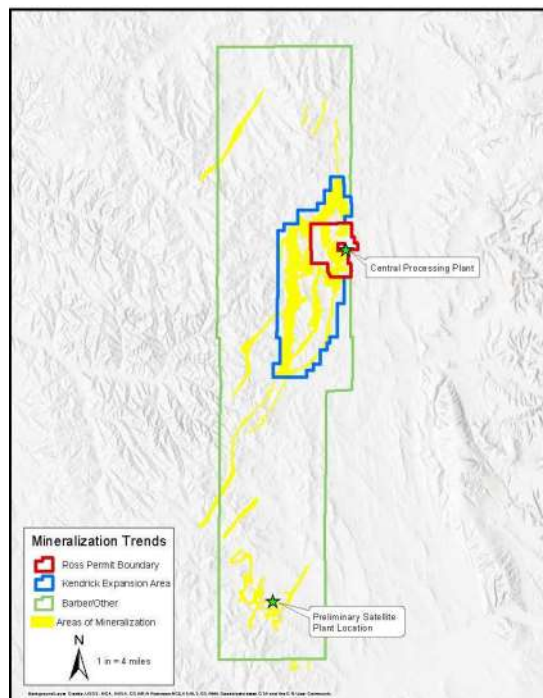 Central Processing Plant
Mineralization Trends
Ross Permit Boundary
Kendrick Expansion Area
Barber/Other
Areas of Mineralization
N
1 in = 4 miles
Preliminary Satellite
Plant Location